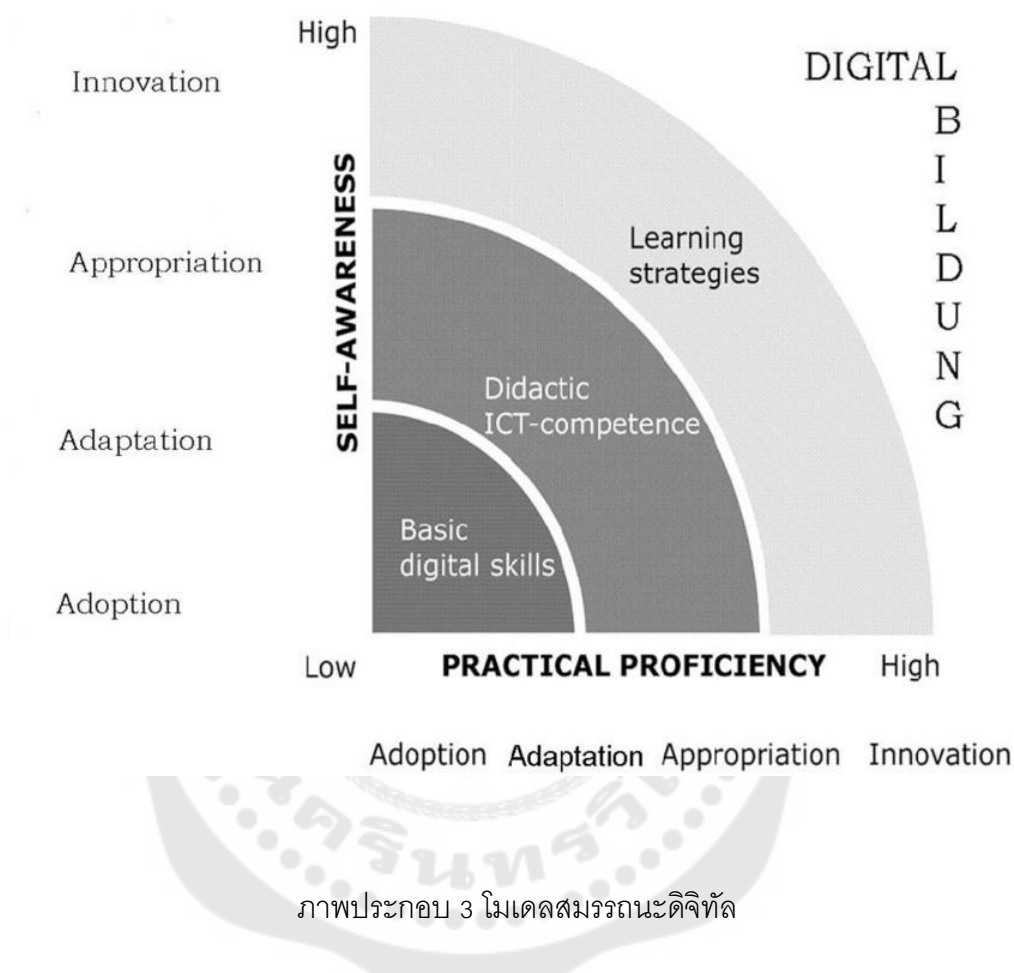 High
DIGITAL
BILDUNG
Innovation
SELF-AWARENESS
Appropriation
Learning
strategies
Didactic
ICT-competence
Adaptation
Basic
digital skills
Adoption
Low
PRACTICAL PROFICIENCY
High
Adoption Adaptation Appropriation Innovation
ภาพประกอบ 3 โมเดลสมรรถนะดิจิทัล